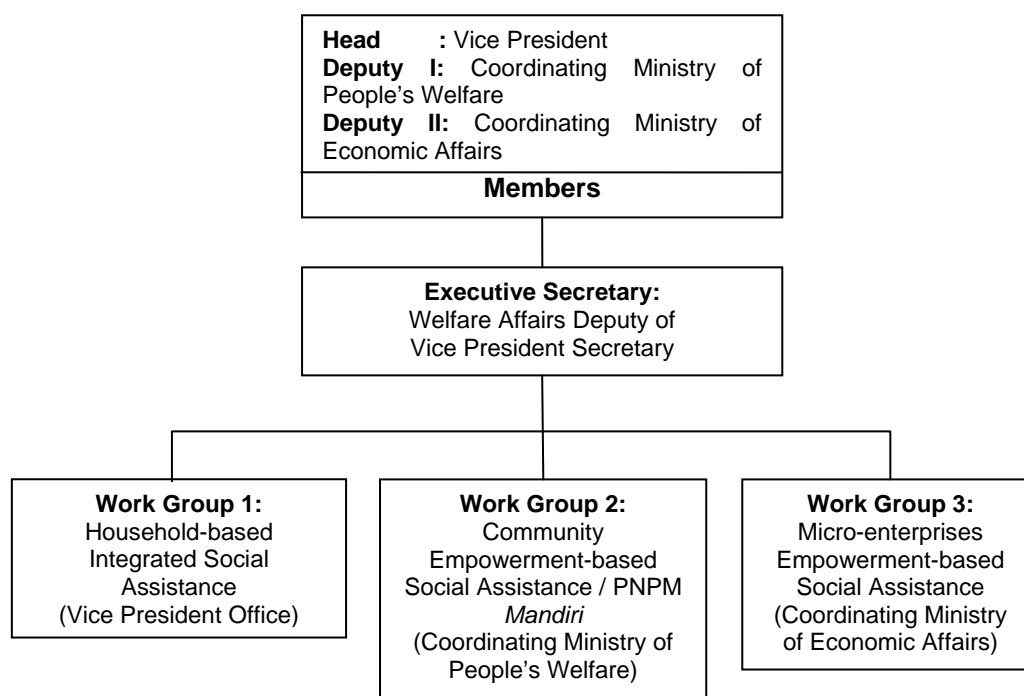 Head : Vice President
Deputy I: Coordinating Ministry of
People's Welfare
Deputy II: Coordinating Ministry of
Economic Affairs
Members
Executive Secretary:
Welfare Affairs Deputy of
Vice President Secretary
Work Group 1:
Household-based
Integrated Social
Assistance
(Vice President Office)
Work Group 2:
Community
Empowerment-based
Social Assistance / PNPM
Mandiri
(Coordinating Ministry of
People's Welfare)
Work Group 3:
Micro-enterprises
Empowerment-based
Social Assistance
(Coordinating Ministry
of Economic Affairs)